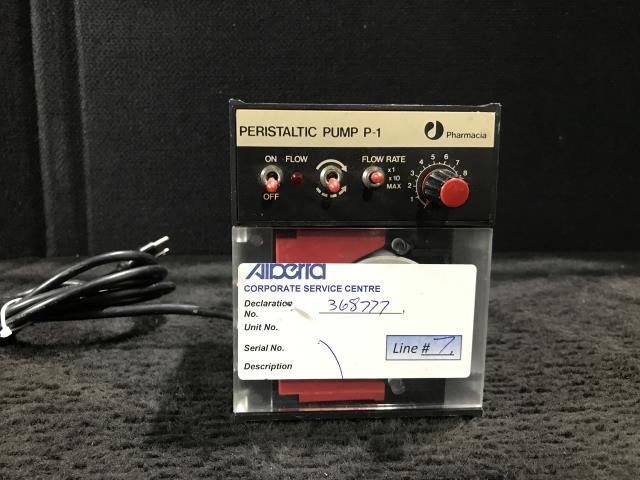 PERISTALTIC PUMP P-1
Pharmacia
ON FLOW
OFF
FLOW RATE
x1
x10
MAX
1 2 3 4 5 6 7 8
Alberta
CORPORATE SERVICE CENTRE
Declaration No. 368777
Unit No.
Serial No.
Line # 7
Description